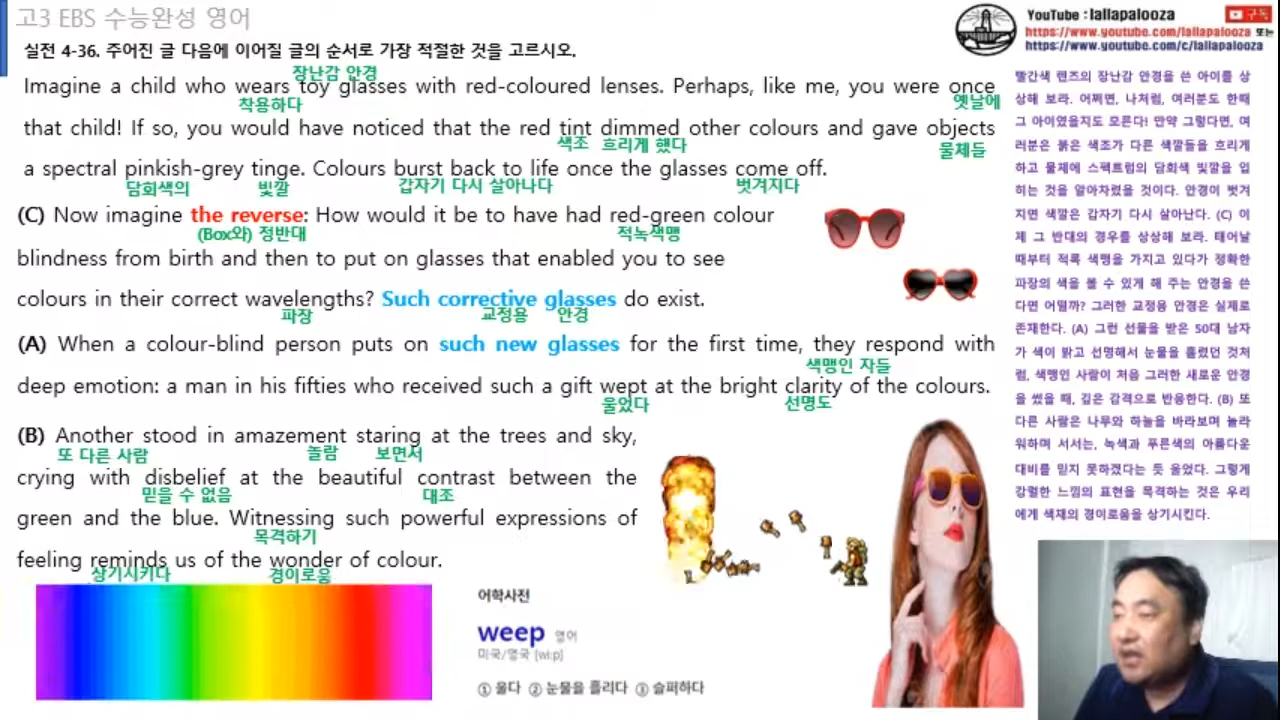 고3 EBS 수능완성 영어
YouTube : lallapalooza
구독
https://www.youtube.com/lallapalooza 또는
https://www.youtube.com/c/lallapalooza
실전 4-36. 주어진 글 다음에 이어질 글의 순서로 가장 적절한 것을 고르시오.
장난감 안경
Imagine a child who wears toy glasses with red-coloured lenses. Perhaps, like me, you were once
착용하다 옛날에
that child! If so, you would have noticed that the red tint dimmed other colours and gave objects
색조 흐리게 했다 물체들
a spectral pinkish-grey tinge. Colours burst back to life once the glasses come off.
담회색의 빛깔 갑자기 다시 살아나다 벗겨지다
(C) Now imagine the reverse: How would it be to have had red-green colour
(Box와) 정반대 적녹색맹
blindness from birth and then to put on glasses that enabled you to see
colours in their correct wavelengths? Such corrective glasses do exist.
파장 교정용 안경
(A) When a colour-blind person puts on such new glasses for the first time, they respond with
색맹인 자들
deep emotion: a man in his fifties who received such a gift wept at the bright clarity of the colours.
울었다 선명도
(B) Another stood in amazement staring at the trees and sky,
또 다른 사람 놀람 보면서
crying with disbelief at the beautiful contrast between the
믿을 수 없음 대조
green and the blue. Witnessing such powerful expressions of
목격하기
feeling reminds us of the wonder of colour.
상기시키다 경이로움
어학사전
weep 영어
미국/영국 [wi:p]
① 울다 ② 눈물을 흘리다 ③ 슬퍼하다
빨간색 렌즈의 장난감 안경을 쓴 아이를 상
상해 보라. 어쩌면, 나처럼, 여러분도 한때
그 아이였을지도 모른다! 만약 그렇다면, 여
러분은 붉은 색조가 다른 색깔들을 흐리게
하고 물체에 스펙트럼의 담회색 빛깔을 입
히는 것을 알아차렸을 것이다. 안경이 벗겨
지면 색깔은 갑자기 다시 살아난다. (C) 이
제 그 반대의 경우를 상상해 보라. 태어날
때부터 적록 색맹을 가지고 있다가 정확한
파장의 색을 볼 수 있게 해 주는 안경을 쓴
다면 어떨까? 그러한 교정용 안경은 실제로
존재한다. (A) 그런 선물을 받은 50대 남자
가 색이 밝고 선명해서 눈물을 흘렸던 것처
럼, 색맹인 사람이 처음 그러한 새로운 안경
을 썼을 때, 깊은 감격으로 반응한다. (B) 또
다른 사람은 나무와 하늘을 바라보며 놀라
워하며 서서는, 녹색과 푸른색의 아름다운
대비를 믿지 못하겠다는 듯 울었다. 그렇게
강렬한 느낌의 표현을 목격하는 것은 우리
에게 색채의 경이로움을 상기시킨다.